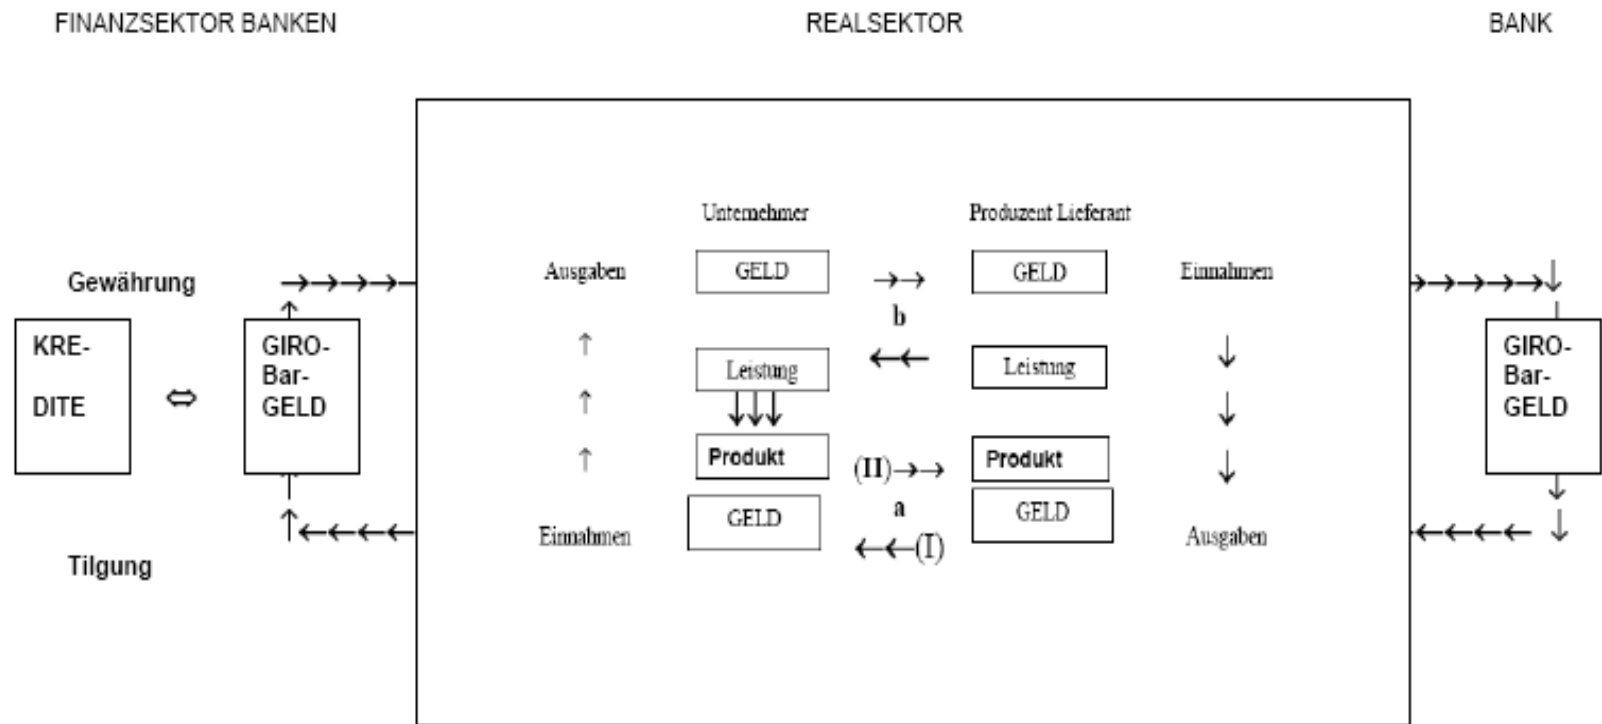 FINANZSEKTOR BANKEN REALSEKTOR BANK
Unternehmer Produzent Lieferant
Gewährung →→→→→ Ausgaben GELD →→ GELD Einnahmen →→→→→ ↓
b
KRE- GIRO- ↑ ←← ↓ GIRO-
Bar- Leistung Leistung Bar-
DITE ⇔ GELD ↑ ↓↓↓ ↓ GELD
↑ Produkt (II)→→ Produkt ↓
GELD a GELD
Einnahmen ←←(I) Ausgaben
Tilgung